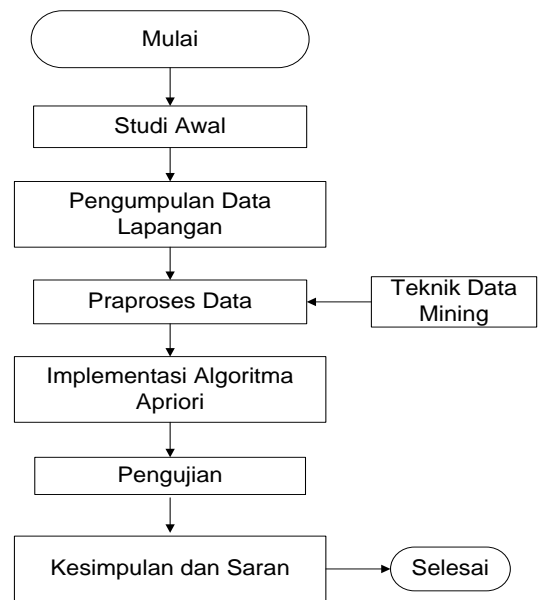 Mulai
Studi Awal
Pengumpulan Data
Lapangan
Praproses Data
Teknik Data
Mining
Implementasi Algoritma
Apriori
Pengujian
Kesimpulan dan Saran
Selesai